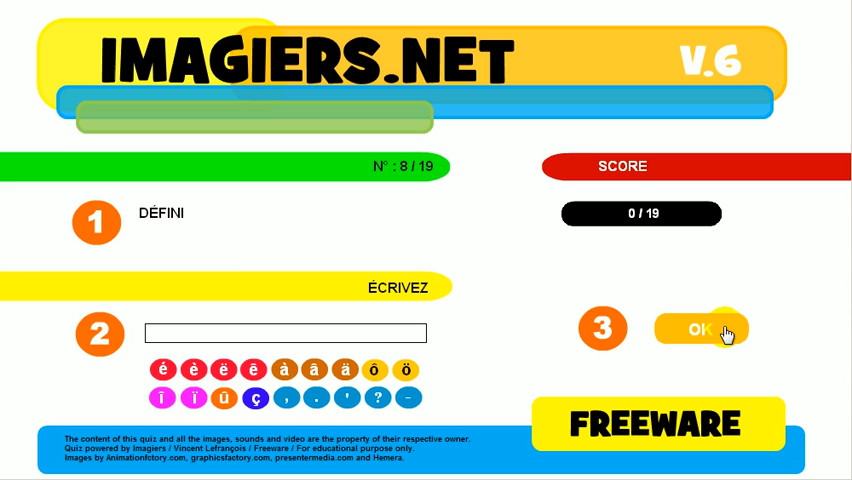 IMAGIERS.NET
V.6
N° : 8 / 19
SCORE
1
DÉFINI
0 / 19
ÉCRIVEZ
2
3
OK
é è ë ê à â ä ô ö
î ï û ç , . ' ? -
FREEWARE
The content of this quiz and all the images, sounds and video are the property of their respective owner.
Quiz powered by Imagiers / Vincent Lefrançois / Freeware / For educational purpose only.
Images by Animationfctory.com, graphicsfactory.com, presentermedia.com and Hemera.